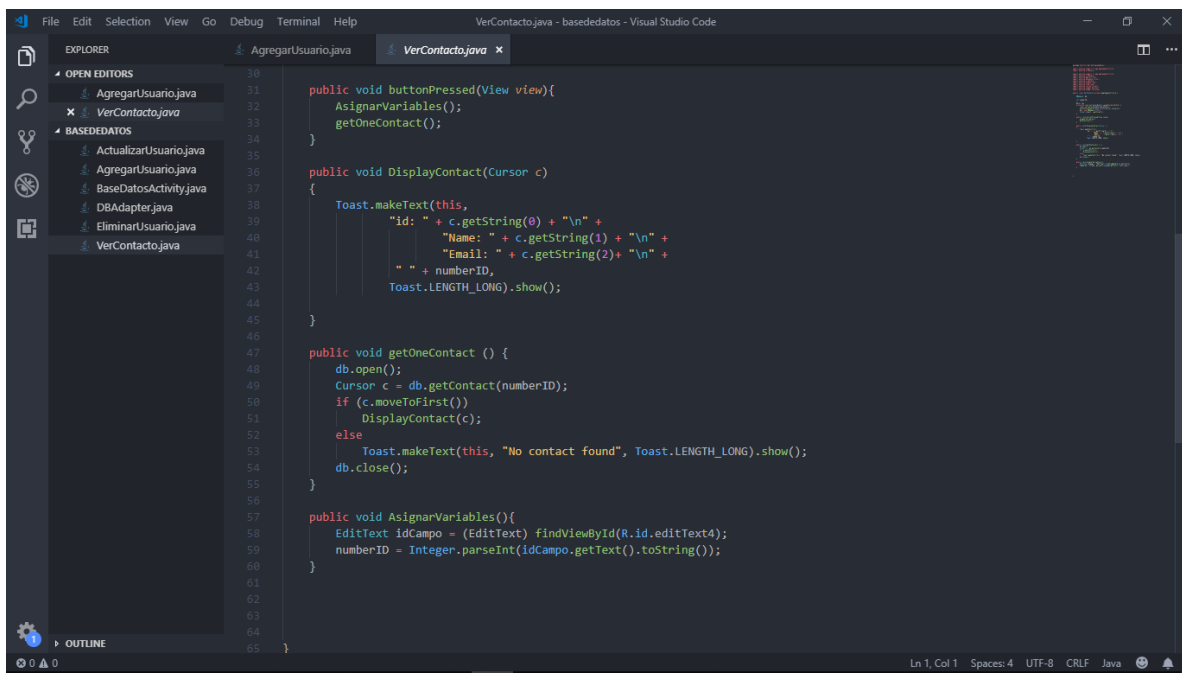 File Edit Selection View Go Debug Terminal Help
VerContacto.java - basededatos - Visual Studio Code
EXPLORER
OPEN EDITORS
AgregarUsuario.java
VerContacto.java
BASEDEDATOS
ActualizarUsuario.java
AgregarUsuario.java
BaseDatosActivity.java
DBAdapter.java
EliminarUsuario.java
VerContacto.java
OUTLINE
AgregarUsuario.java
VerContacto.java
30
31 public void buttonPressed(View view){
32 AsignarVariables();
33 getOneContact();
34 }
35
36 public void DisplayContact(Cursor c)
37 {
38 Toast.makeText(this,
39 "id: " + c.getString(0) + "\n" +
40 "Name: " + c.getString(1) + "\n" +
41 "Email: " + c.getString(2)+ "\n" +
42 " " + numberID,
43 Toast.LENGTH_LONG).show();
44
45 }
46
47 public void getOneContact () {
48 db.open();
49 Cursor c = db.getContact(numberID);
50 if (c.moveToFirst())
51 DisplayContact(c);
52 else
53 Toast.makeText(this, "No contact found", Toast.LENGTH_LONG).show();
54 db.close();
55 }
56
57 public void AsignarVariables(){
58 EditText idCampo = (EditText) findViewById(R.id.editText4);
59 numberID = Integer.parseInt(idCampo.getText().toString());
60 }
61
62
63
64
65 }
1
0 0
Ln 1, Col 1 Spaces: 4 UTF-8 CRLF Java